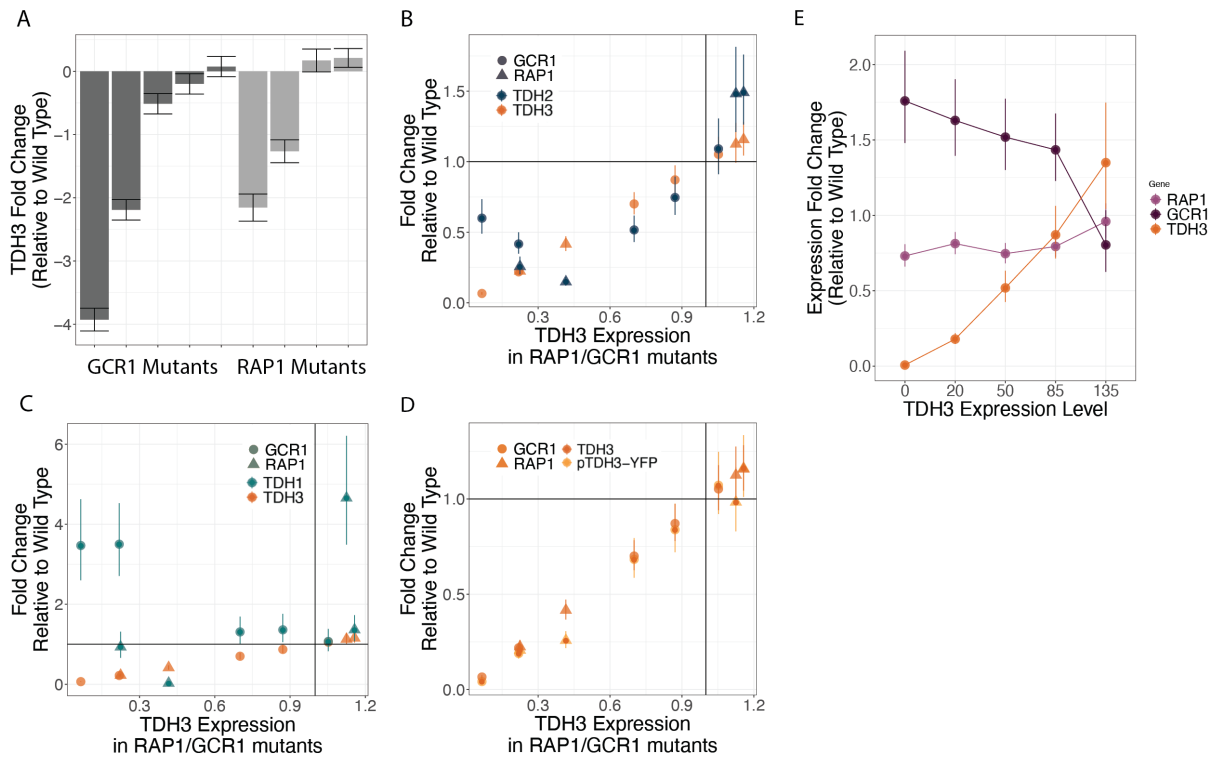 A
TDH3 Fold Change
(Relative to Wild Type)
0
−1
−2
−3
−4
GCR1 Mutants
RAP1 Mutants
B
Fold Change
Relative to Wild Type
1.5
1.0
0.5
0.0
GCR1
RAP1
TDH2
TDH3
0.3
0.6
0.9
1.2
TDH3 Expression
in RAP1/GCR1 mutants
E
Expression Fold Change
(Relative to Wild Type)
2.0
1.5
1.0
0.5
0.0
0
20
50
85
135
TDH3 Expression Level
Gene
RAP1
GCR1
TDH3
C
Fold Change
Relative to Wild Type
6
4
2
0
GCR1
RAP1
TDH1
TDH3
0.3
0.6
0.9
1.2
TDH3 Expression
in RAP1/GCR1 mutants
D
Fold Change
Relative to Wild Type
1.0
0.5
0.0
GCR1
RAP1
TDH3
pTDH3−YFP
0.3
0.6
0.9
1.2
TDH3 Expression
in RAP1/GCR1 mutants